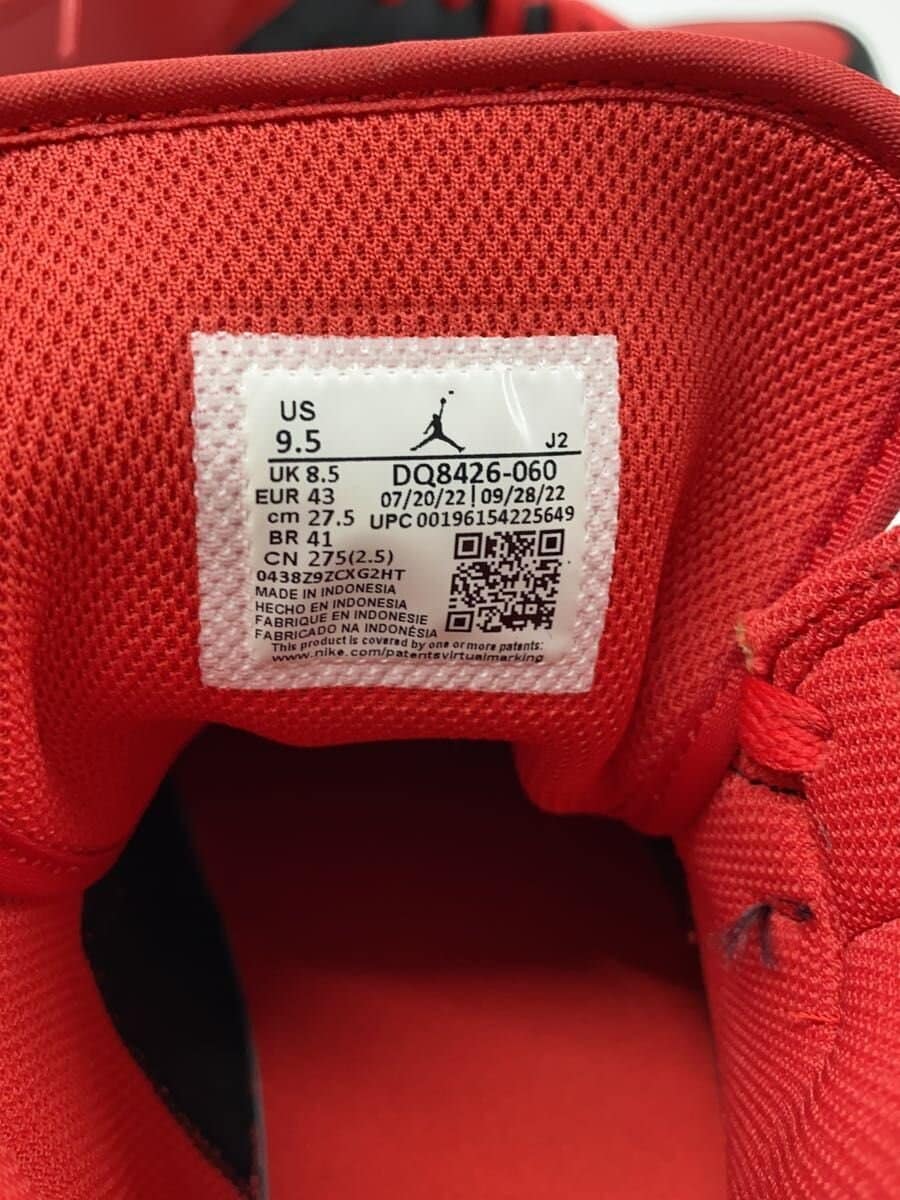 US
9.5
J2
UK 8.5
DQ8426-060
EUR 43
07/20/22 | 09/28/22
cm 27.5
UPC 00196154225649
BR 41
CN 275(2.5)
0438Z9ZCXG2HT
MADE IN INDONESIA
HECHO EN INDONESIA
FABRIQUE EN INDONESIE
FABRICADO NA INDONÉSIA
This product is covered by one or more patents:
www.nike.com/patentsvirtualmarking